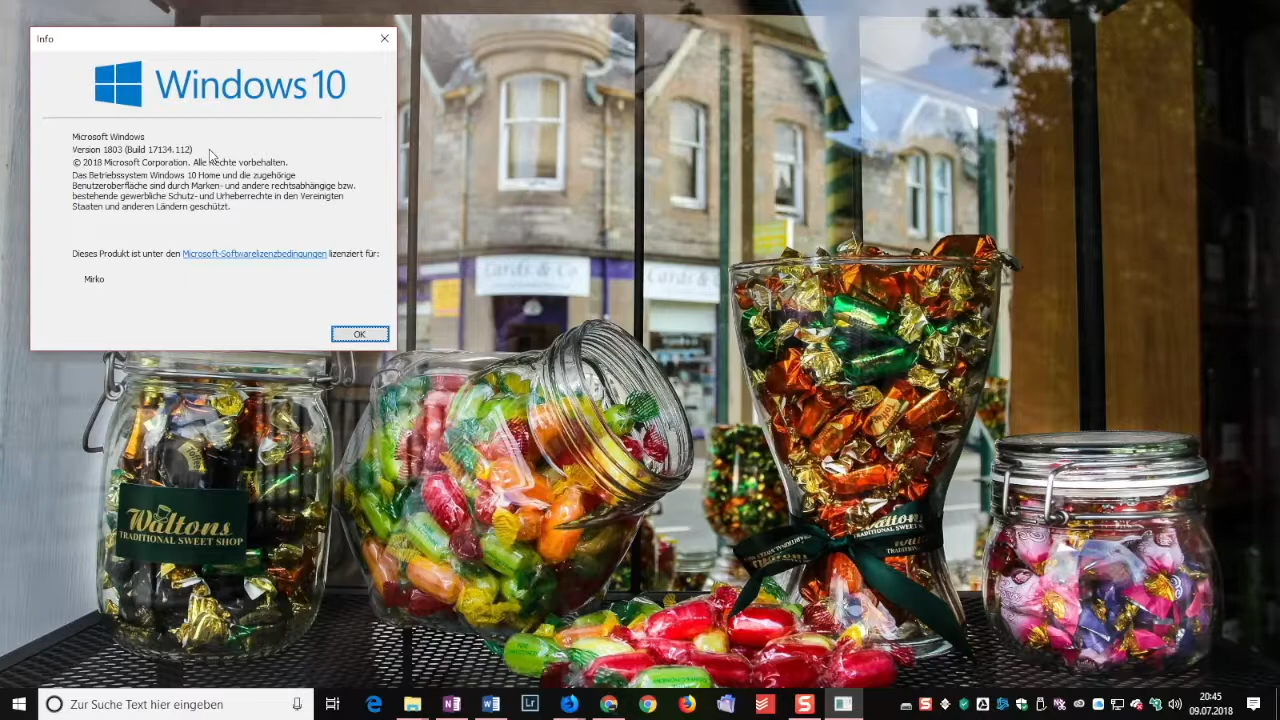 Info
Windows 10
Microsoft Windows
Version 1803 (Build 17134.112)
© 2018 Microsoft Corporation. Alle Rechte vorbehalten.
Das Betriebssystem Windows 10 Home und die zugehörige
Benutzeroberfläche sind durch Marken- und andere rechtsabhängige bzw.
bestehende gewerbliche Schutz- und Urheberrechte in den Vereinigten
Staaten und anderen Ländern geschützt.
Dieses Produkt ist unter den Microsoft-Softwarelizenzbedingungen lizenziert für:
Mirko
OK
Cards & Co
Cards & Co
Waltons
TRADITIONAL SWEET SHOP
Waltons
TRADITIONAL SWEET SHOP
Zur Suche Text hier eingeben
Lr
20:45
09.07.2018